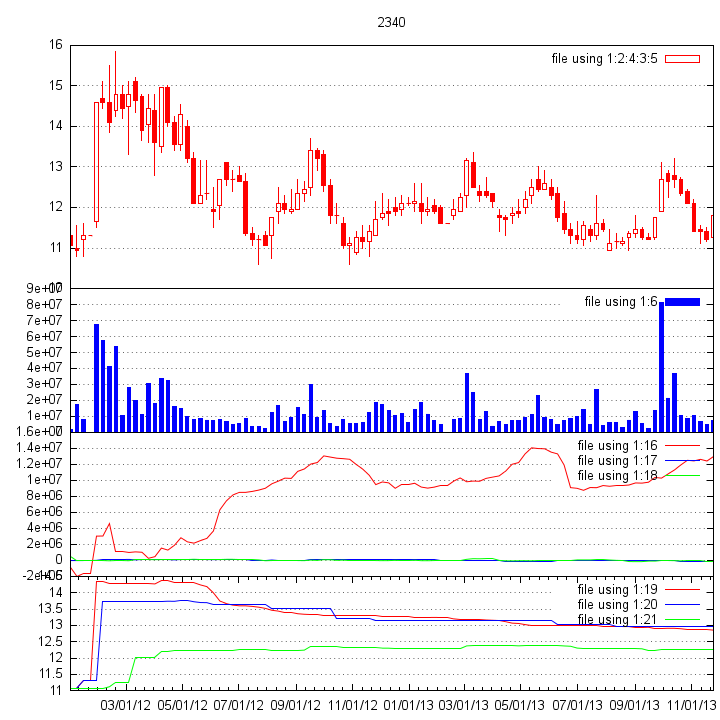 2340
16
file using 1:2:4:3:5
15
14
13
12
11
9e+07
file using 1:6
8e+07
7e+07
6e+07
5e+07
4e+07
3e+07
2e+07
1e+07
1.6e+07
file using 1:16
1.4e+07
file using 1:17
1.2e+07
file using 1:18
1e+07
8e+06
6e+06
4e+06
2e+06
0
-2e+06
file using 1:19
14
file using 1:20
13.5
file using 1:21
13
12.5
12
11.5
11
03/01/12 05/01/12 07/01/12 09/01/12 11/01/12 01/01/13 03/01/13 05/01/13 07/01/13 09/01/13 11/01/13